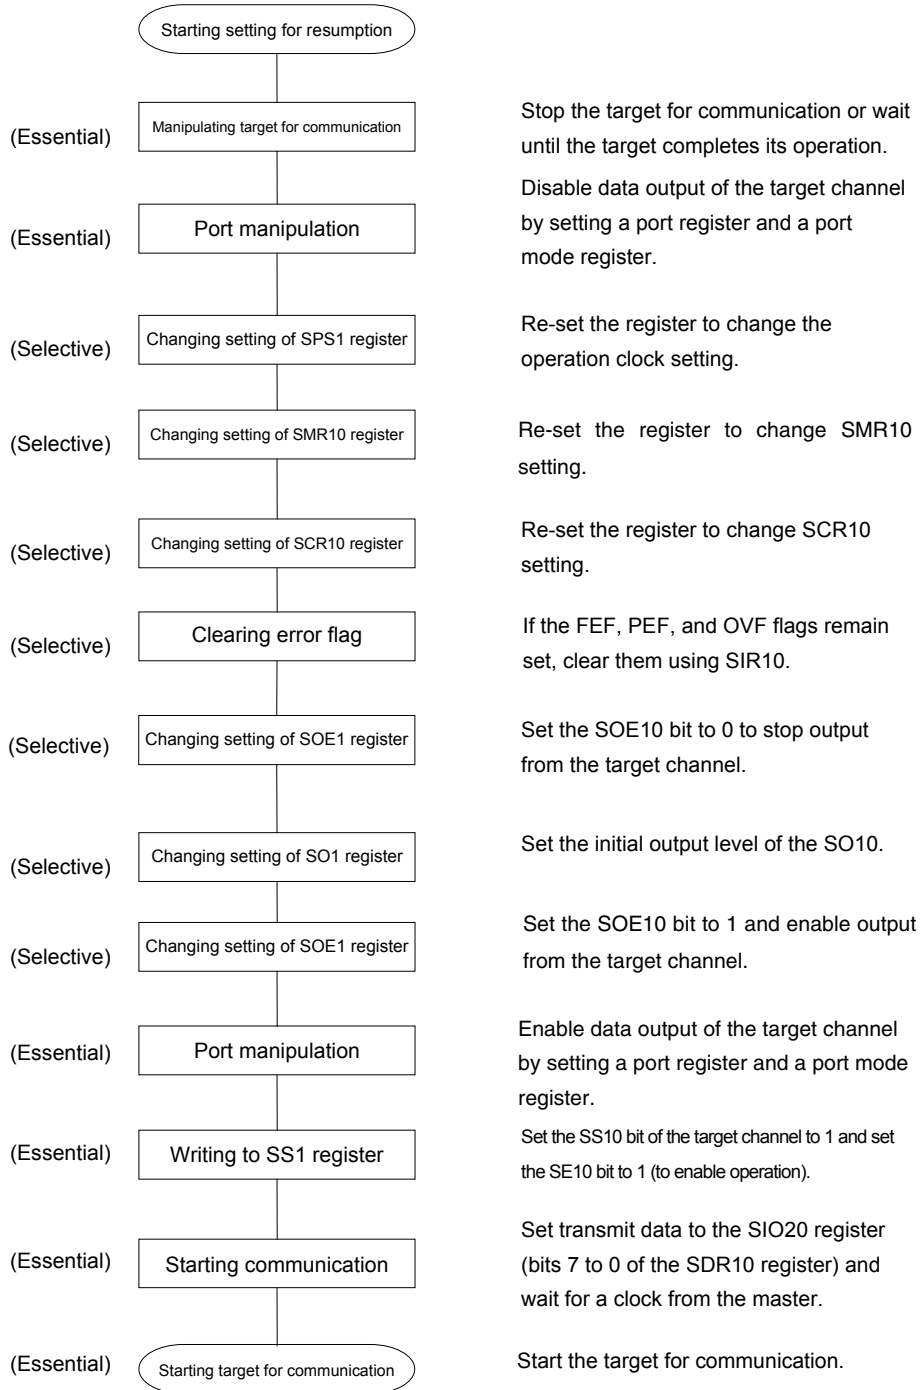 Starting setting for resumption
(Essential)
Manipulating target for communication
Stop the target for communication or wait
until the target completes its operation.
(Essential)
Port manipulation
Disable data output of the target channel
by setting a port register and a port
mode register.
(Selective)
Changing setting of SPS1 register
Re-set the register to change the
operation clock setting.
(Selective)
Changing setting of SMR10 register
Re-set the register to change SMR10
setting.
(Selective)
Changing setting of SCR10 register
Re-set the register to change SCR10
setting.
(Selective)
Clearing error flag
If the FEF, PEF, and OVF flags remain
set, clear them using SIR10.
(Selective)
Changing setting of SOE1 register
Set the SOE10 bit to 0 to stop output
from the target channel.
(Selective)
Changing setting of SO1 register
Set the initial output level of the SO10.
(Selective)
Changing setting of SOE1 register
Set the SOE10 bit to 1 and enable output
from the target channel.
(Essential)
Port manipulation
Enable data output of the target channel
by setting a port register and a port mode
register.
(Essential)
Writing to SS1 register
Set the SS10 bit of the target channel to 1 and set
the SE10 bit to 1 (to enable operation).
(Essential)
Starting communication
Set transmit data to the SIO20 register
(bits 7 to 0 of the SDR10 register) and
wait for a clock from the master.
(Essential)
Starting target for communication
Start the target for communication.